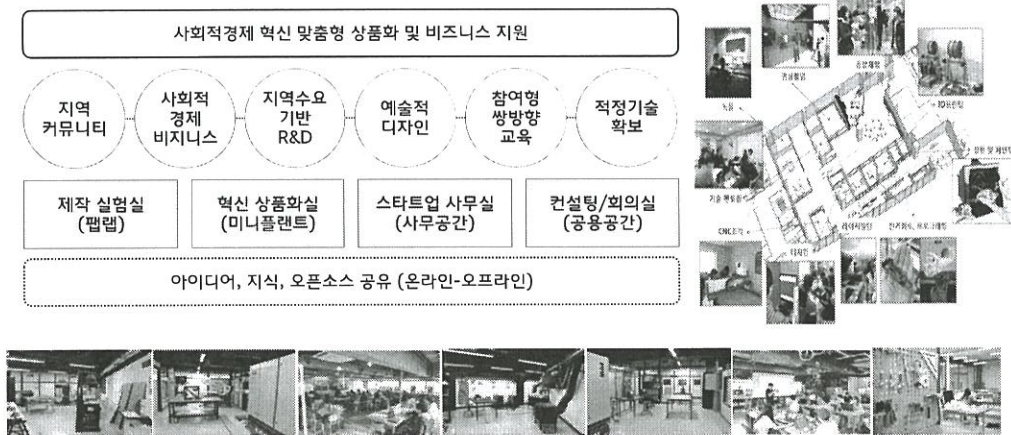 사회적경제 혁신 맞춤형 상품화 및 비즈니스 지원
지역
커뮤니티
사회적
경제
비지니스
지역수요
기반
R&D
예술적
디자인
참여형
쌍방향
교육
적정기술
확보
제작 실험실
(팹랩)
혁신 상품화실
(미니플랜트)
스타트업 사무실
(사무공간)
컨설팅/회의실
(공용공간)
아이디어, 지식, 오픈소스 공유 (온라인-오프라인)
3D프린팅
CNC조각
디자인